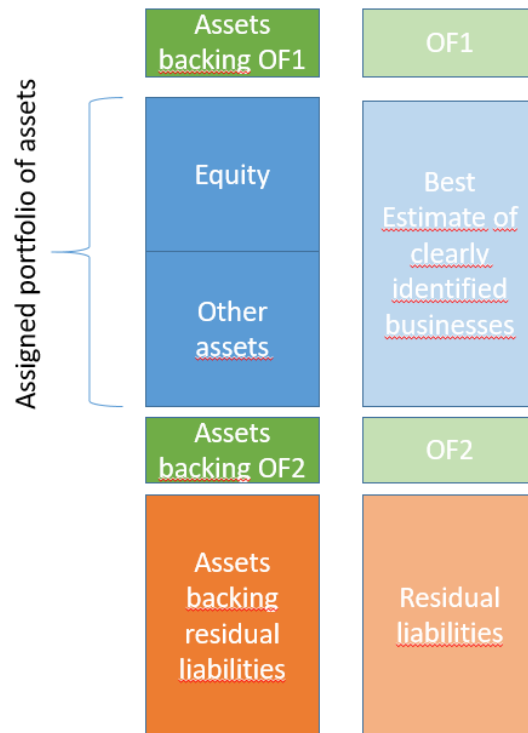 Assets
backing OF1
OF1
Assigned portfolio of assets
Equity
Other
assets
Best
Estimate of
clearly
identified
businesses
Assets
backing OF2
OF2
Assets
backing
residual
liabilities
Residual
liabilities